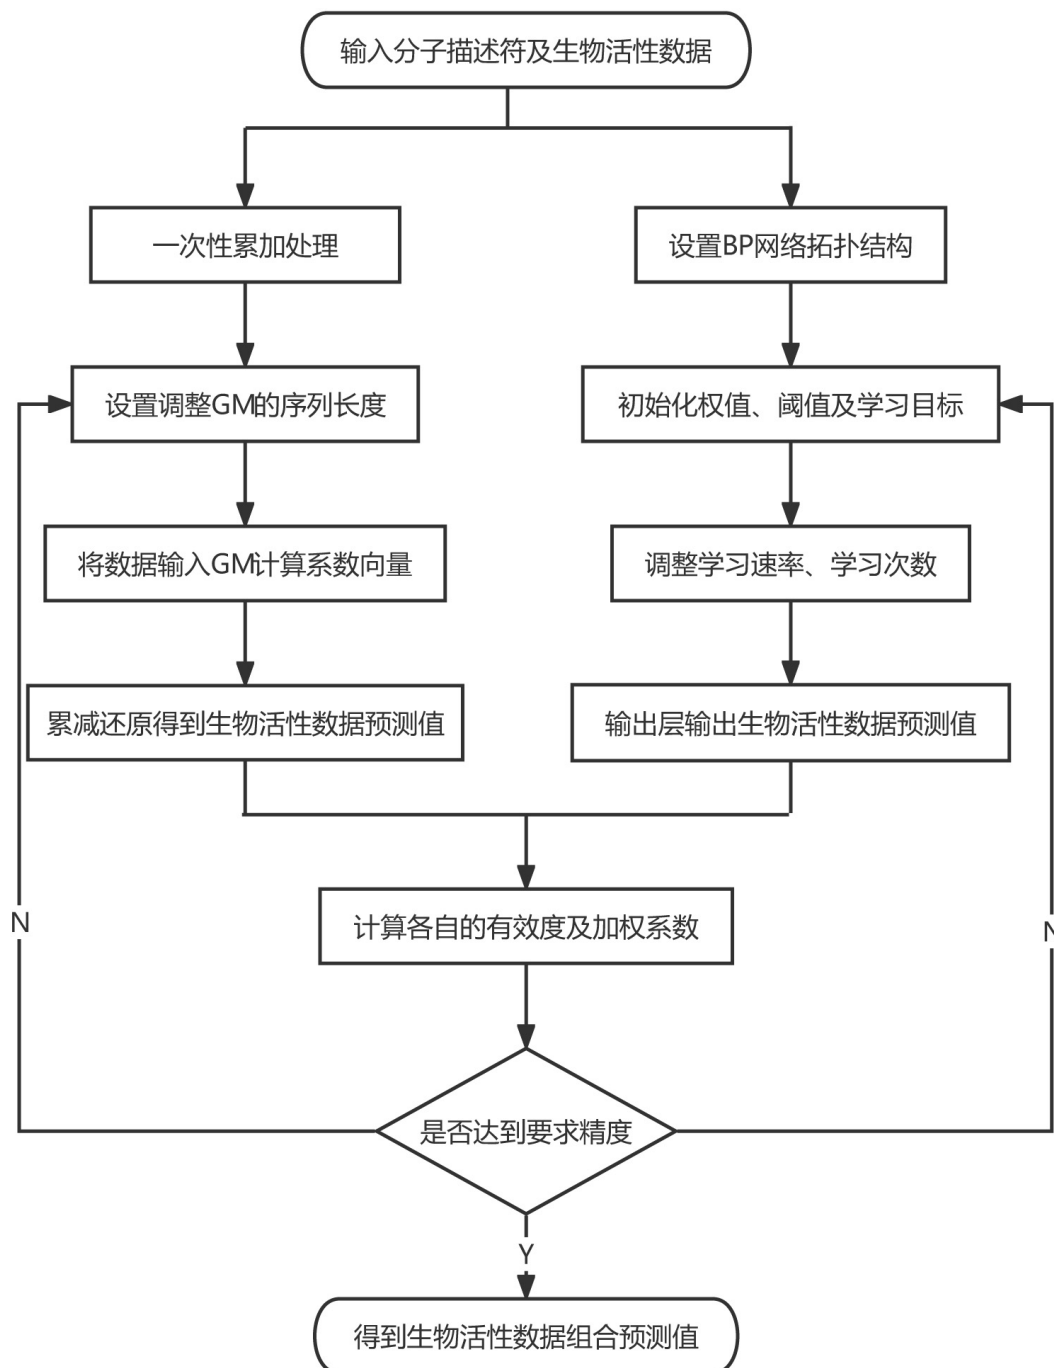 输入分子描述符及生物活性数据
一次性累加处理
设置BP网络拓扑结构
设置调整GM的序列长度
初始化权值、阈值及学习目标
将数据输入GM计算系数向量
调整学习速率、学习次数
累减还原得到生物活性数据预测值
输出层输出生物活性数据预测值
计算各自的有效度及加权系数
N
N
是否达到要求精度
Y
得到生物活性数据组合预测值